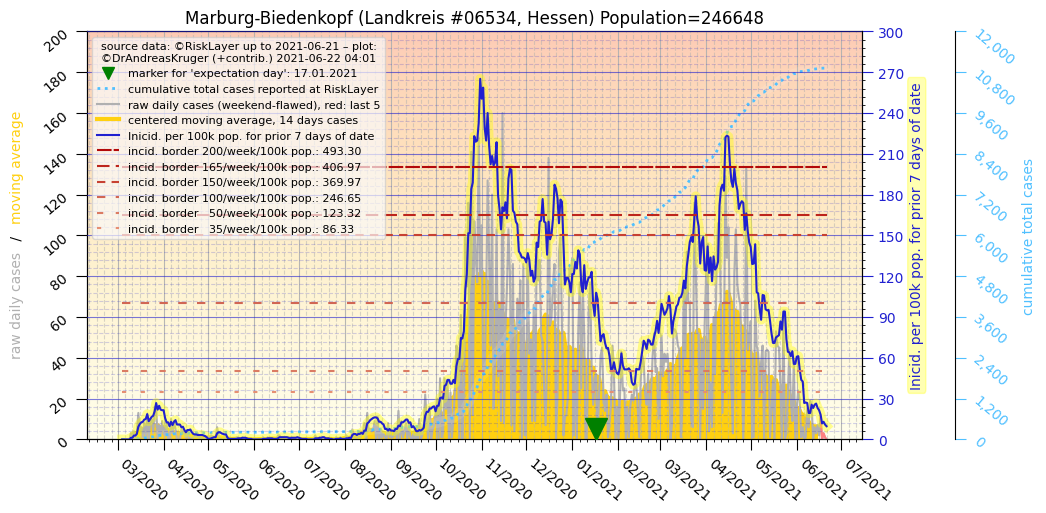 Marburg-Biedenkopf (Landkreis #06534, Hessen) Population=246648
source data: ©RiskLayer up to 2021-06-21 – plot:
©DrAndreasKruger (+contrib.) 2021-06-22 04:01
marker for 'expectation day': 17.01.2021
cumulative total cases reported at RiskLayer
raw daily cases (weekend-flawed), red: last 5
centered moving average, 14 days cases
Inicid. per 100k pop. for prior 7 days of date
incid. border 200/week/100k pop.: 493.30
incid. border 165/week/100k pop.: 406.97
incid. border 150/week/100k pop.: 369.97
incid. border 100/week/100k pop.: 246.65
incid. border 50/week/100k pop.: 123.32
incid. border 35/week/100k pop.: 86.33
raw daily cases / moving average
200
180
160
140
120
100
80
60
40
20
0
300
270
240
210
180
150
120
90
60
30
0
Inicid. per 100k pop. for prior 7 days of date
12,000
10,800
9,600
8,400
7,200
6,000
4,800
3,600
2,400
1,200
0
cumulative total cases
03/2020
04/2020
05/2020
06/2020
07/2020
08/2020
09/2020
10/2020
11/2020
12/2020
01/2021
02/2021
03/2021
04/2021
05/2021
06/2021
07/2021